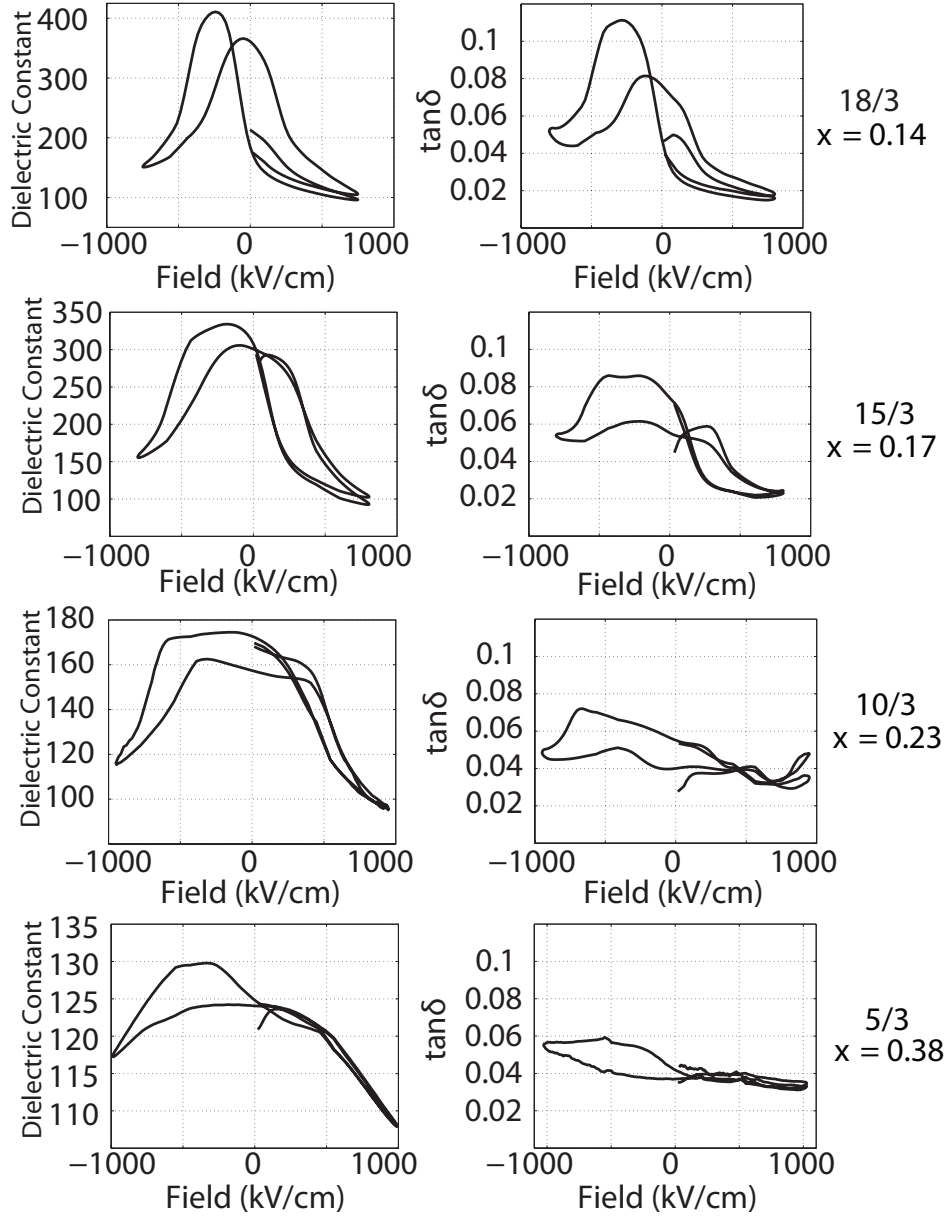 Dielectric Constant
400
300
200
100
−1000 0 1000
Field (kV/cm)
tanδ
0.1
0.08
0.06
0.04
0.02
−1000 0 1000
Field (kV/cm)
18/3
x = 0.14
Dielectric Constant
350
300
250
200
150
100
−1000 0 1000
Field (kV/cm)
tanδ
0.1
0.08
0.06
0.04
0.02
−1000 0 1000
Field (kV/cm)
15/3
x = 0.17
Dielectric Constant
180
160
140
120
100
−1000 0 1000
Field (kV/cm)
tanδ
0.1
0.08
0.06
0.04
0.02
−1000 0 1000
Field (kV/cm)
10/3
x = 0.23
Dielectric Constant
135
130
125
120
115
110
−1000 0 1000
Field (kV/cm)
tanδ
0.1
0.08
0.06
0.04
0.02
−1000 0 1000
Field (kV/cm)
5/3
x = 0.38